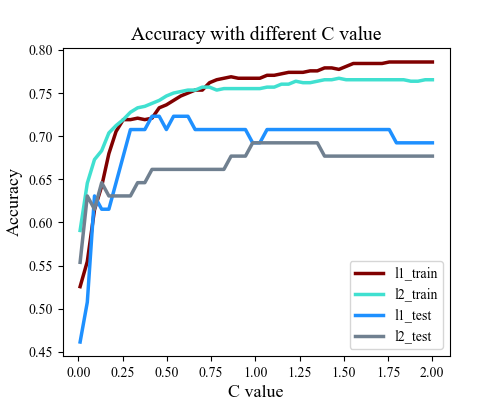 Accuracy with different C value
Accuracy
0.80
0.75
0.70
0.65
0.60
0.55
0.50
0.45
l1_train
l2_train
l1_test
l2_test
0.00 0.25 0.50 0.75 1.00 1.25 1.50 1.75 2.00
C value